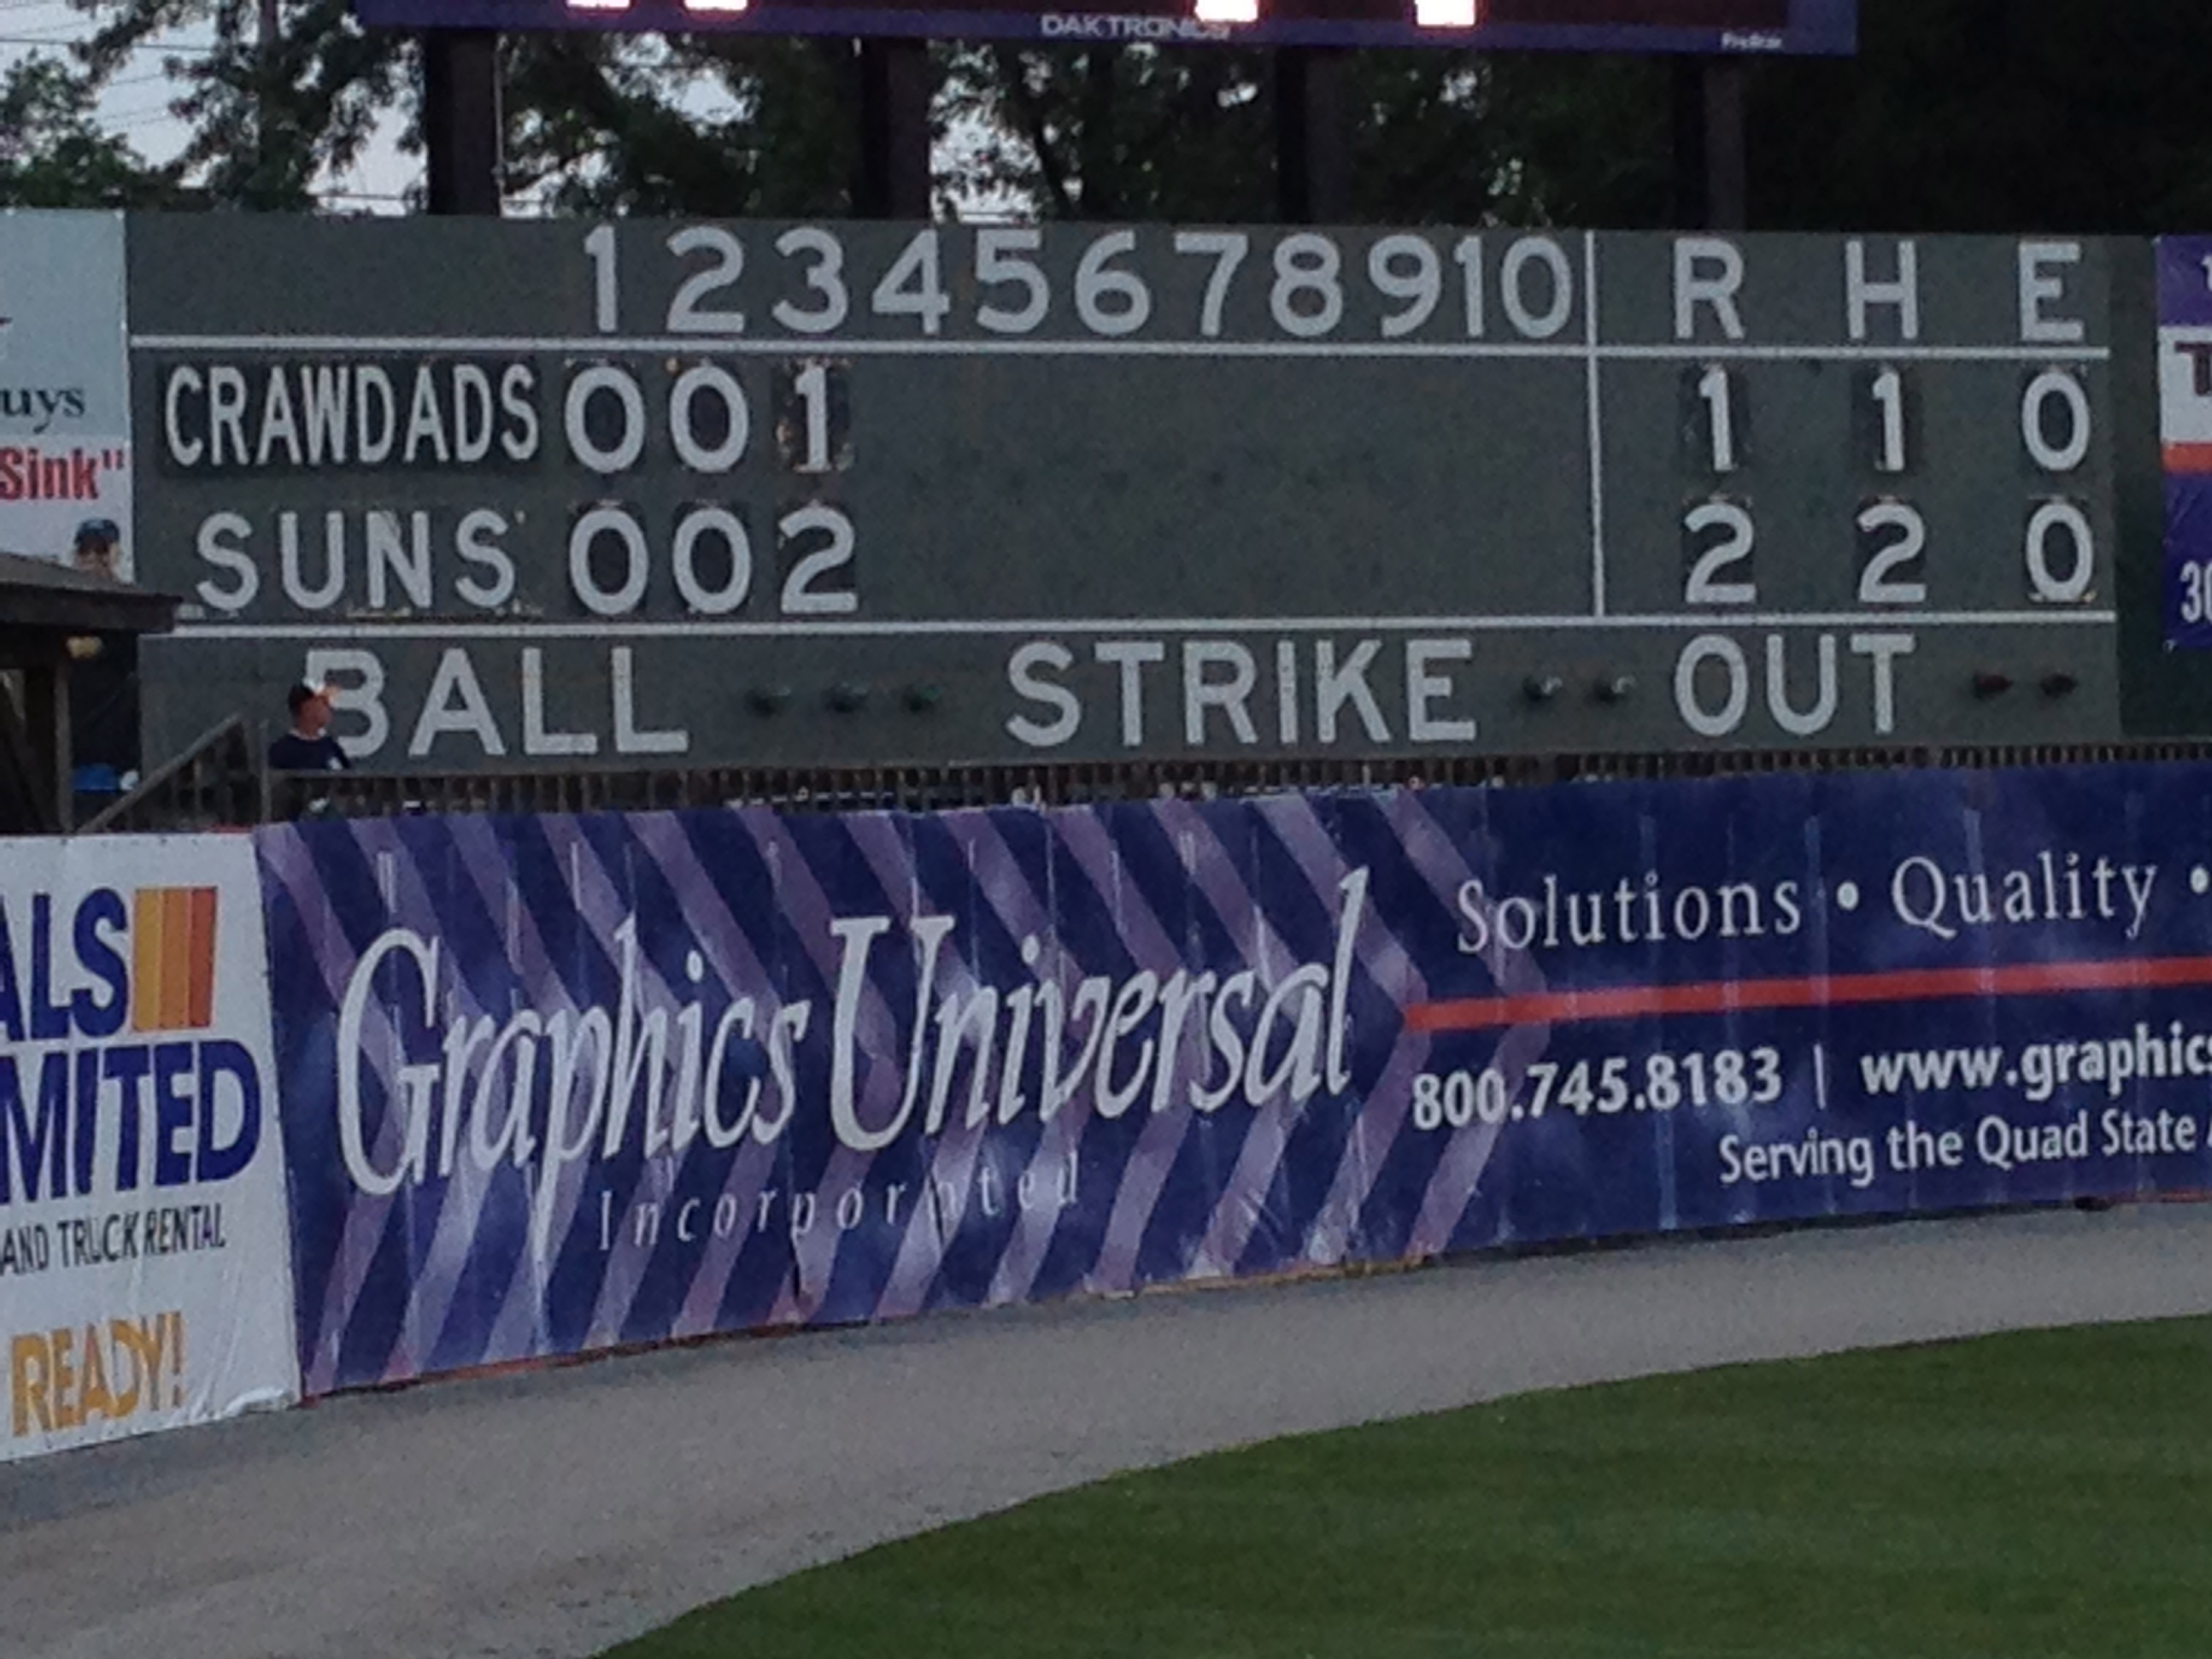 DAKTRONICS
1 2 3 4 5 6 7 8 9 10 R H E
CRAWDADS 0 0 1 1 1 0
SUNS 0 0 2 2 2 0
BALL STRIKE OUT
uys
Sink"
30
ALS
MITED
AND TRUCK RENTAL
READY!
Graphics Universal
Incorporated
Solutions • Quality •
800.745.8183 | www.graphics
Serving the Quad State